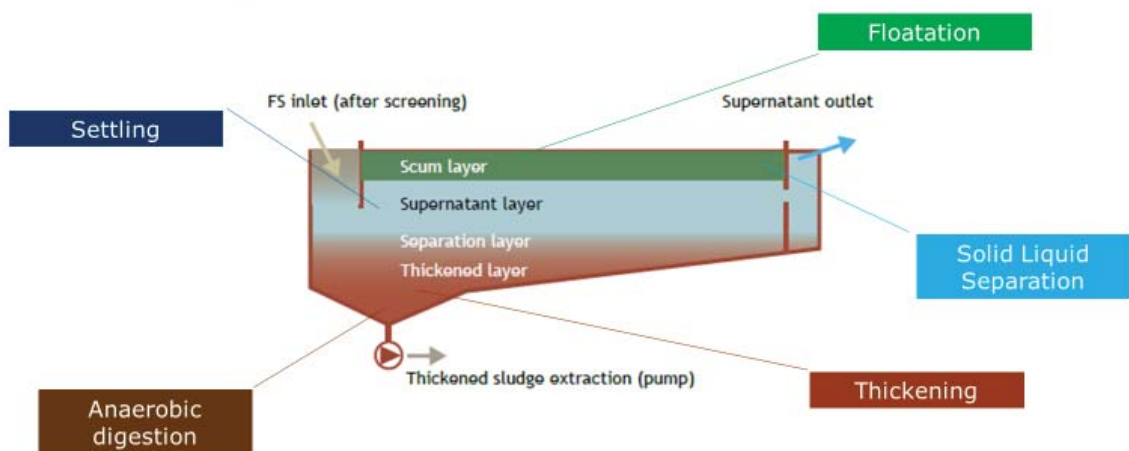 Floatation
FS inlet (after screening)
Supernatant outlet
Settling
Scum layer
Supernatant layer
Separation layer
Solid Liquid
Separation
Thickened layer
Thickened sludge extraction (pump)
Thickening
Anaerobic
digestion